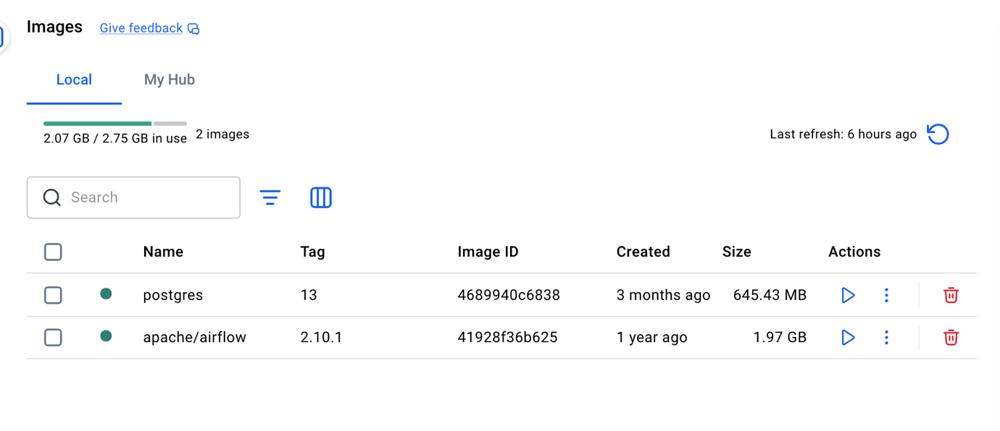 Images Give feedback
Local My Hub
2.07 GB / 2.75 GB in use 2 images Last refresh: 6 hours ago
Search
Name Tag Image ID Created Size Actions
postgres 13 4689940c6838 3 months ago 645.43 MB
apache/airflow 2.10.1 41928f36b625 1 year ago 1.97 GB